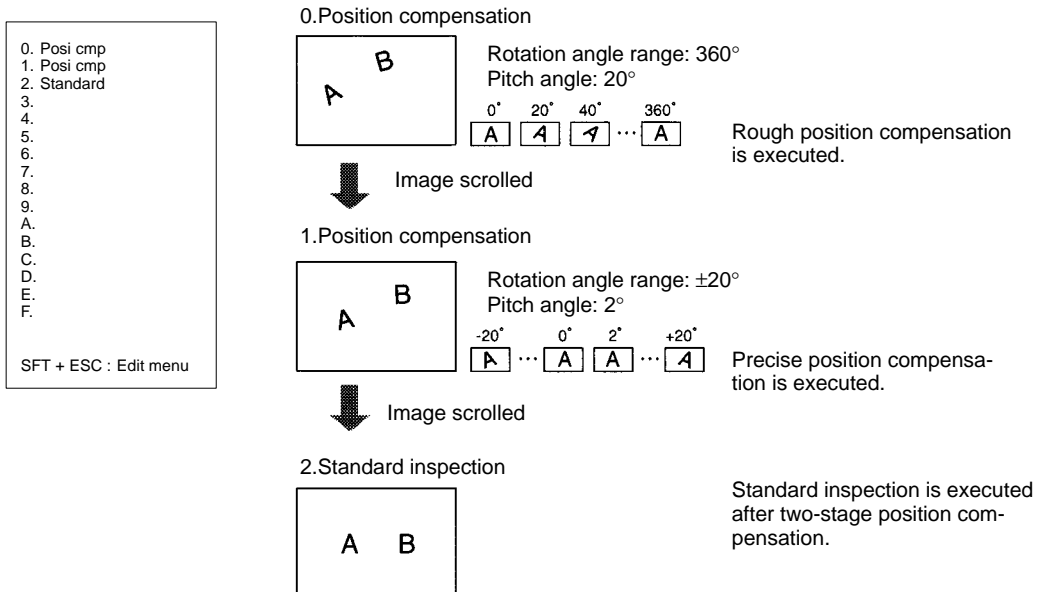 0. Posi cmp
1. Posi cmp
2. Standard
3.
4.
5.
6.
7.
8.
9.
A.
B.
C.
D.
E.
F.
SFT + ESC : Edit menu
0.Position compensation
B
A
Rotation angle range: 360°
Pitch angle: 20°
0° 20° 40° 360°
A A A ··· A
Rough position compensation
is executed.
Image scrolled
1.Position compensation
B
A
Rotation angle range: ±20°
Pitch angle: 2°
-20° 0° 2° +20°
A ··· A A ··· A
Precise position compensa-
tion is executed.
Image scrolled
2.Standard inspection
A B
Standard inspection is executed
after two-stage position com-
pensation.